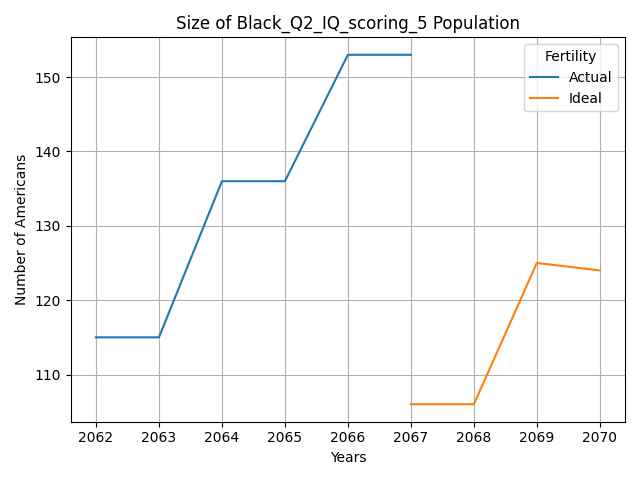 Size of Black_Q2_IQ_scoring_5 Population
Fertility
Actual
Ideal
Number of Americans
150
140
130
120
110
2062 2063 2064 2065 2066 2067 2068 2069 2070
Years